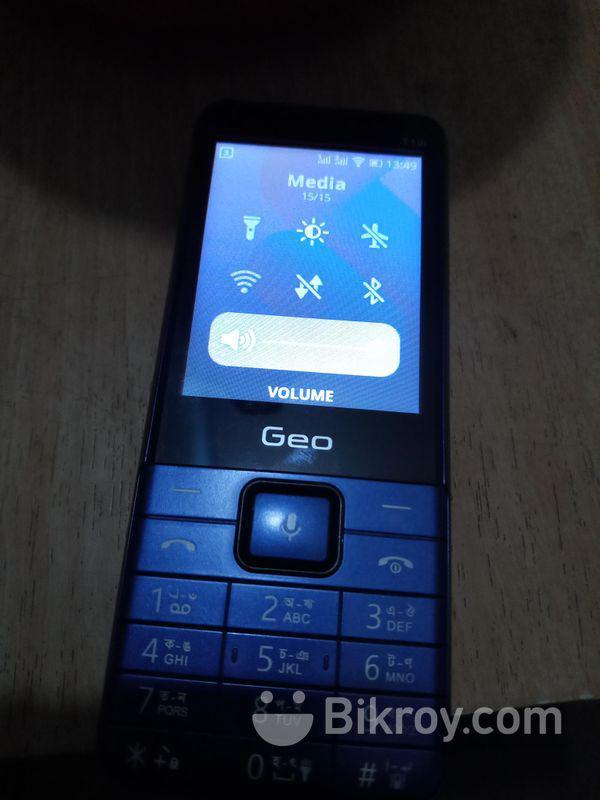 13:49
Media
15/15
VOLUME
Geo
1
2 অ-ঃ ABC
3 এ-ঔ DEF
4 ক-ঙ GHI
5 চ-ঞ JKL
6 ট-ণ MNO
7 ত-ন PQRS
8 TUV
9
Bikroy.com
* +
0
#